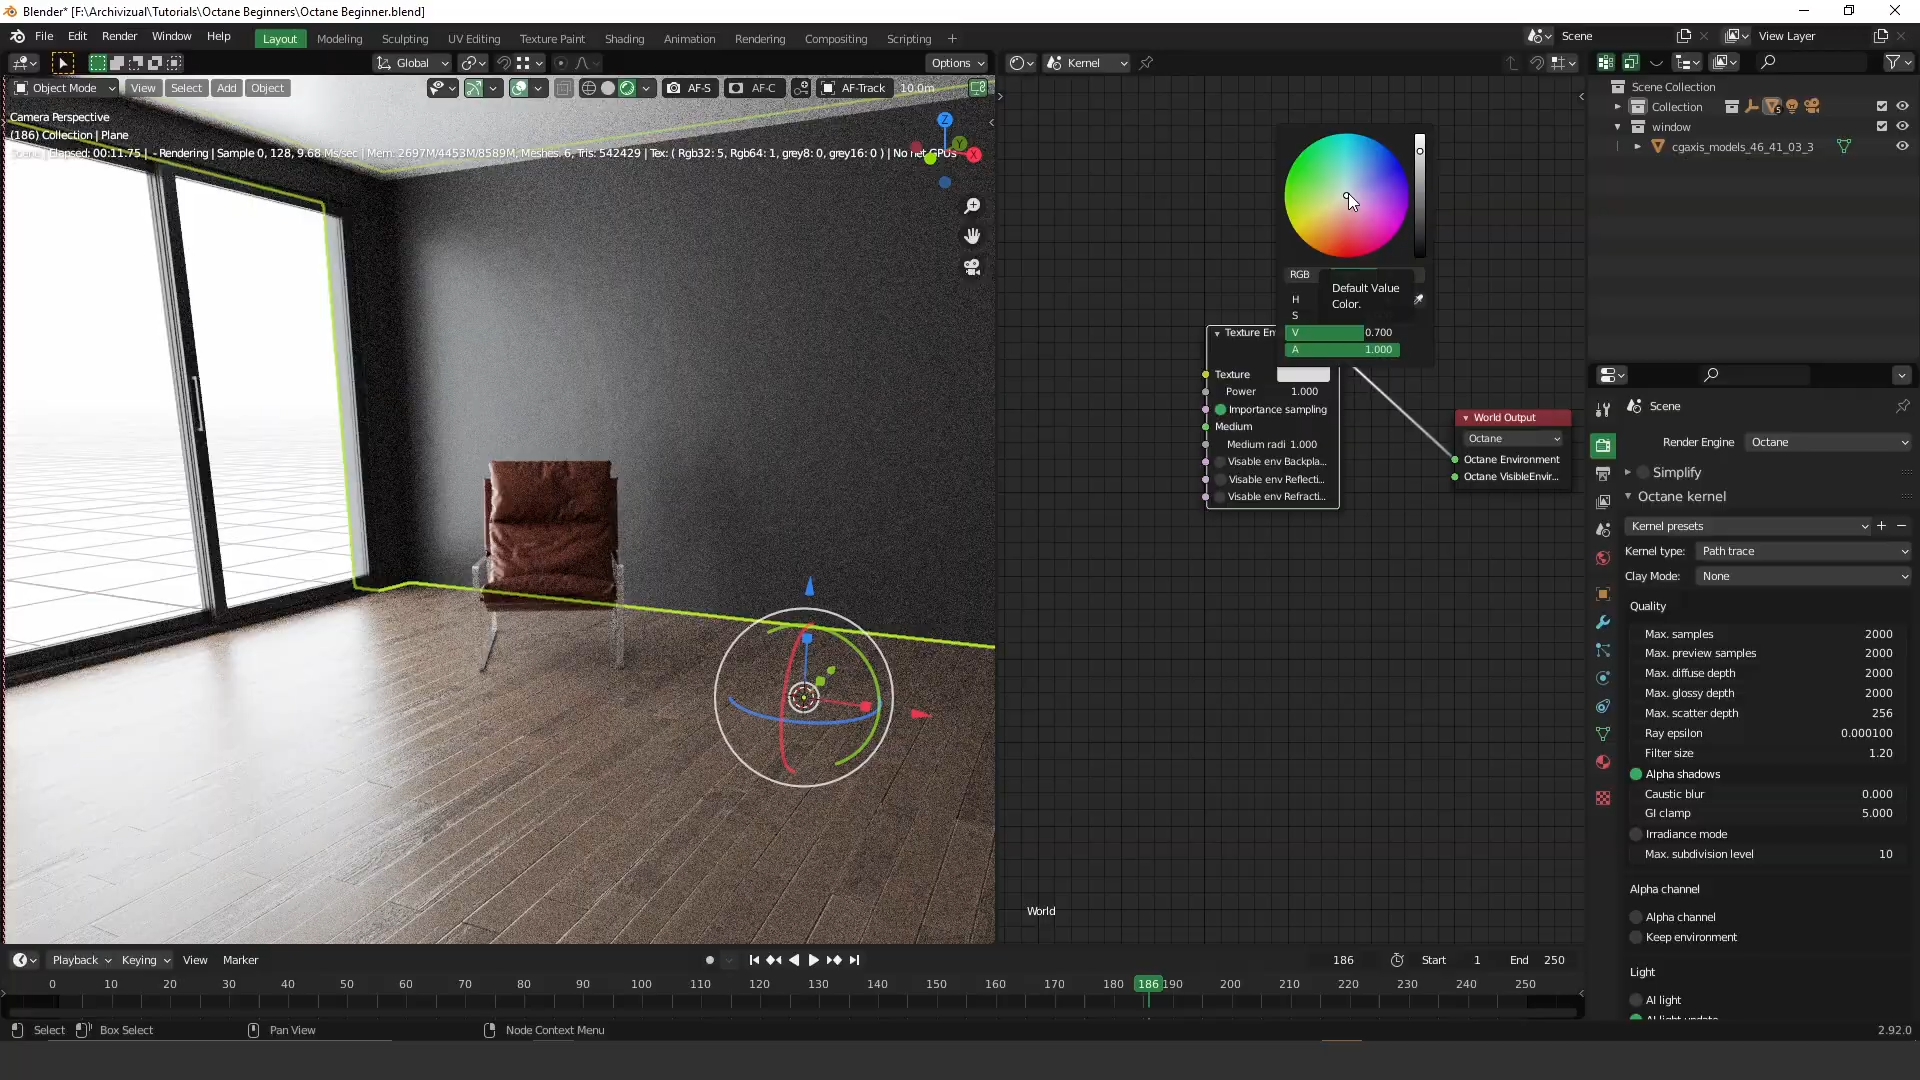 Blender* [F:\Archivizual\Tutorials\Octane Beginners\Octane Beginner.blend]
File Edit Render Window Help
Layout Modeling Sculpting UV Editing Texture Paint Shading Animation Rendering Compositing Scripting +
Scene
View Layer
Global
Options
Kernel
Object Mode View Select Add Object
AF-S AF-C AF-Track 10.0m
Camera Perspective
(186) Collection | Plane
Elapsed: 00:11.75 | - Rendering | Sample 0, 128, 9.68 Ms/sec | Mem: 2697M/4453M/8589M, Meshes: 6, Tris: 542429 | Tex: ( Rgb32: 5, Rgb64: 1, grey8: 0, grey16: 0 ) | No net GPUs
Z
Y
X
RGB
Default Value
Color.
H
S
V 0.700
A 1.000
Texture En
Texture
Power 1.000
Importance sampling
Medium
Medium radi 1.000
Visable env Backpla...
Visable env Reflecti...
Visable env Refracti...
World Output
Octane
Octane Environment
Octane VisibleEnvir...
World
Scene Collection
Collection
5
window
cgaxis_models_46_41_03_3
Scene
Render Engine Octane
Simplify
Octane kernel
Kernel presets
Kernel type: Path trace
Clay Mode: None
Quality
Max. samples 2000
Max. preview samples 2000
Max. diffuse depth 2000
Max. glossy depth 2000
Max. scatter depth 256
Ray epsilon 0.000100
Filter size 1.20
Alpha shadows
Caustic blur 0.000
GI clamp 5.000
Irradiance mode
Max. subdivision level 10
Alpha channel
Alpha channel
Keep environment
Light
AI light
AI light update
Playback Keying View Marker
186 Start 1 End 250
0 10 20 30 40 50 60 70 80 90 100 110 120 130 140 150 160 170 180 186 190 200 210 220 230 240 250
Select Box Select Pan View Node Context Menu
2.92.0